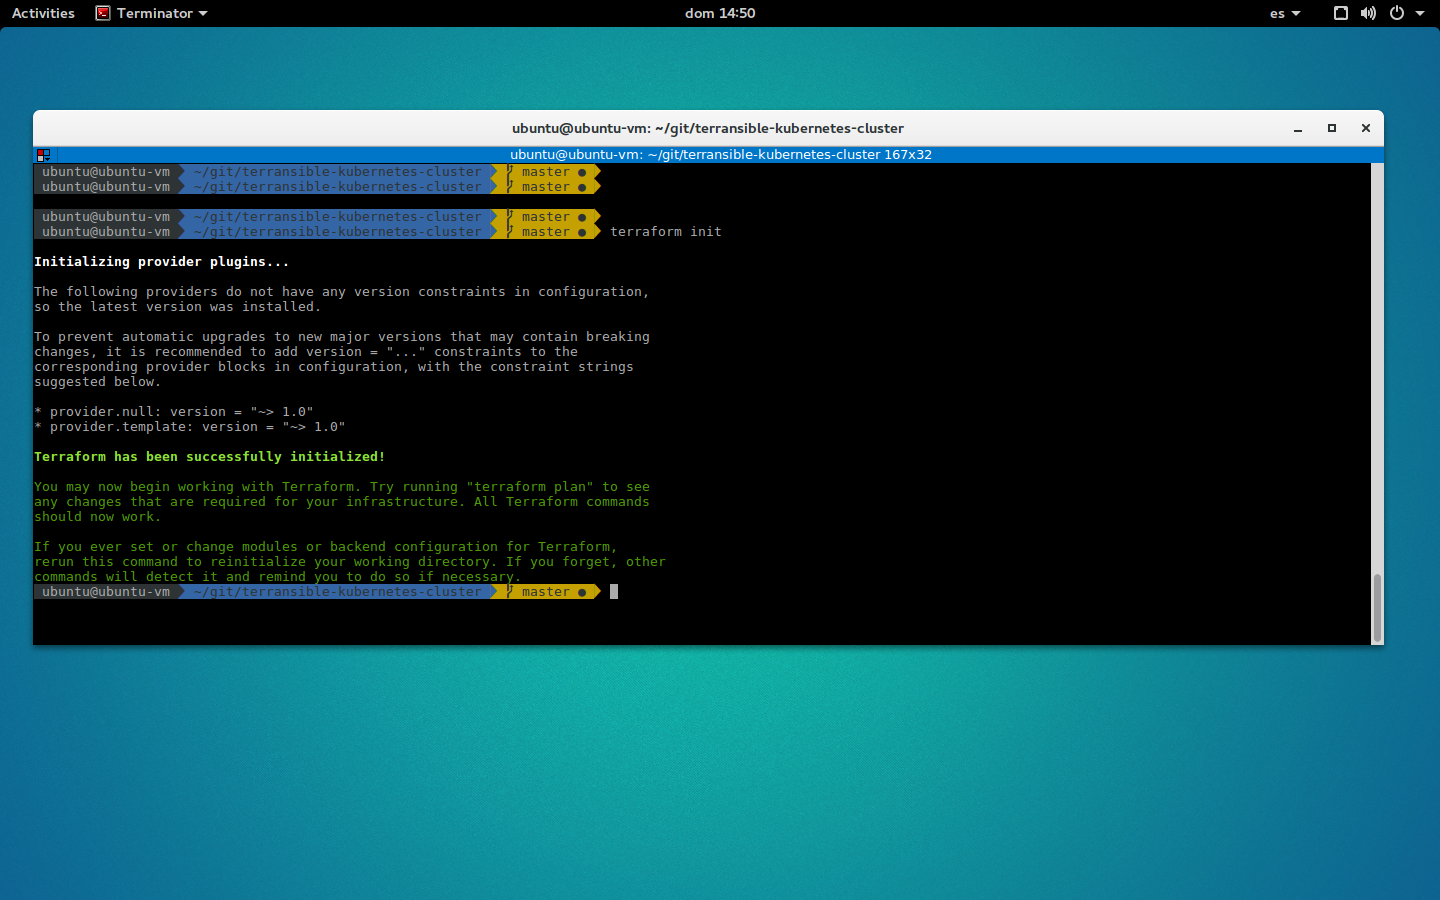 Activities Terminator dom 14:50 es
ubuntu@ubuntu-vm: ~/git/terransible-kubernetes-cluster
ubuntu@ubuntu-vm: ~/git/terransible-kubernetes-cluster 167x32
ubuntu@ubuntu-vm ~/git/terransible-kubernetes-cluster master ●
ubuntu@ubuntu-vm ~/git/terransible-kubernetes-cluster master ●
ubuntu@ubuntu-vm ~/git/terransible-kubernetes-cluster master ●
ubuntu@ubuntu-vm ~/git/terransible-kubernetes-cluster master ● terraform init
Initializing provider plugins...
The following providers do not have any version constraints in configuration,
so the latest version was installed.
To prevent automatic upgrades to new major versions that may contain breaking
changes, it is recommended to add version = "..." constraints to the
corresponding provider blocks in configuration, with the constraint strings
suggested below.
* provider.null: version = "~> 1.0"
* provider.template: version = "~> 1.0"
Terraform has been successfully initialized!
You may now begin working with Terraform. Try running "terraform plan" to see
any changes that are required for your infrastructure. All Terraform commands
should now work.
If you ever set or change modules or backend configuration for Terraform,
rerun this command to reinitialize your working directory. If you forget, other
commands will detect it and remind you to do so if necessary.
ubuntu@ubuntu-vm ~/git/terransible-kubernetes-cluster master ●